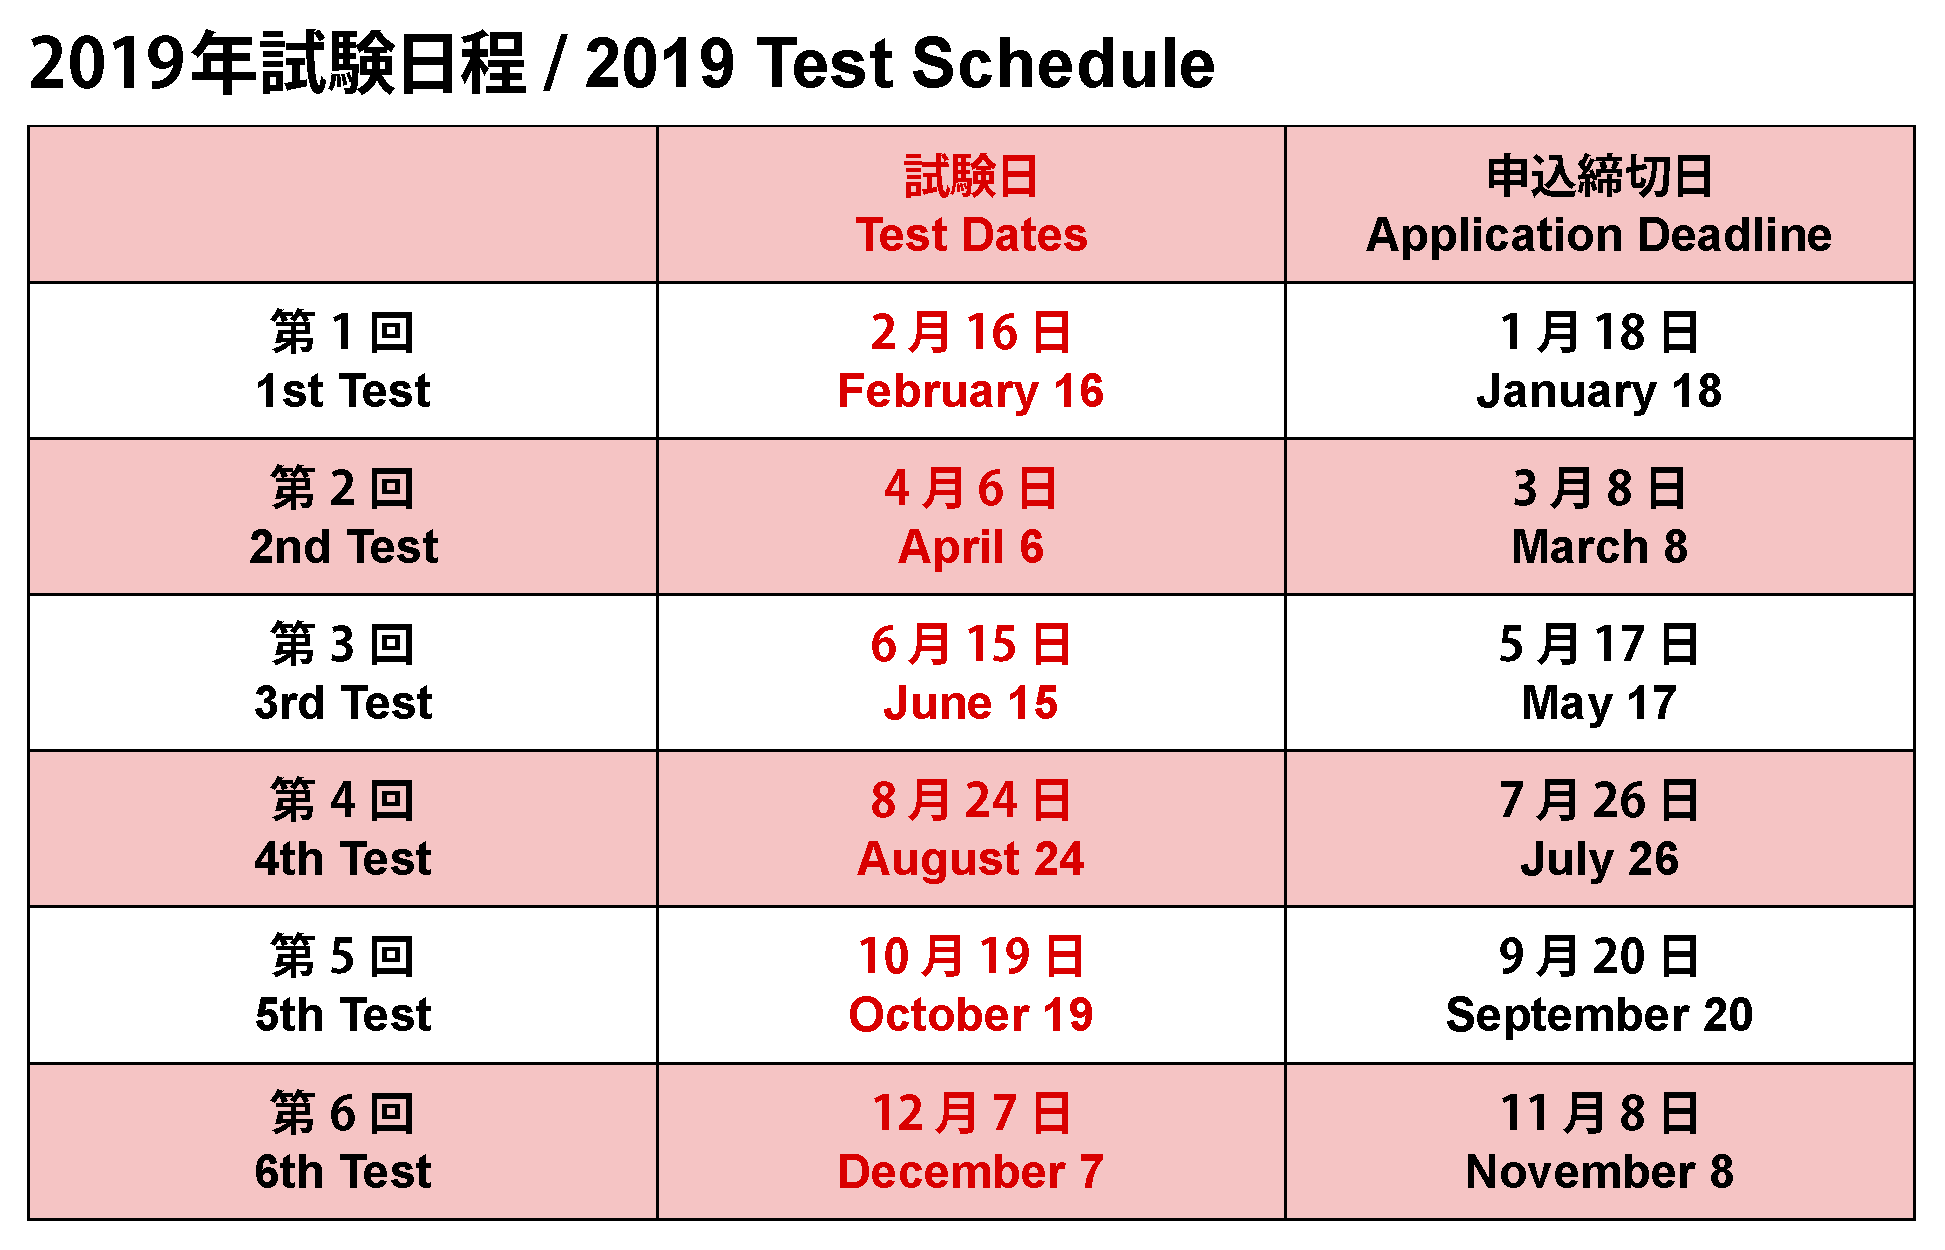 2019年試験日程 / 2019 Test Schedule
試験日
Test Dates
申込締切日
Application Deadline
第 1 回
1st Test
2 月 16 日
February 16
1 月 18 日
January 18
第 2 回
2nd Test
4 月 6 日
April 6
3 月 8 日
March 8
第 3 回
3rd Test
6 月 15 日
June 15
5 月 17 日
May 17
第 4 回
4th Test
8 月 24 日
August 24
7 月 26 日
July 26
第 5 回
5th Test
10 月 19 日
October 19
9 月 20 日
September 20
第 6 回
6th Test
12 月 7 日
December 7
11 月 8 日
November 8